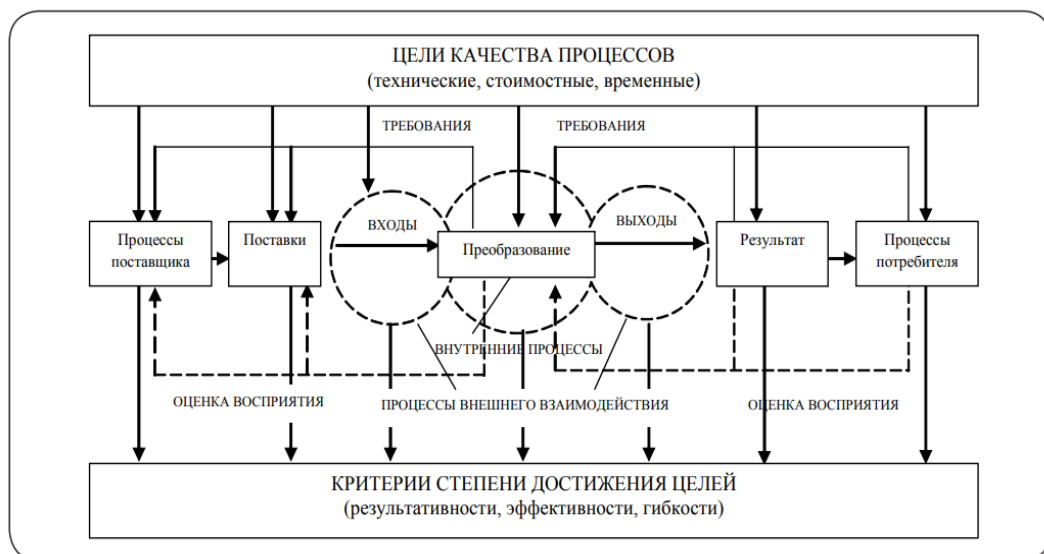 ЦЕЛИ КАЧЕСТВА ПРОЦЕССОВ
(технические, стоимостные, временные)
ТРЕБОВАНИЯ
ТРЕБОВАНИЯ
Процессы
поставщика
Поставки
ВХОДЫ
Преобразование
ВЫХОДЫ
Результат
Процессы
потребителя
ВНУТРЕННИЕ ПРОЦЕССЫ
ОЦЕНКА ВОСПРИЯТИЯ
ПРОЦЕССЫ ВНЕШНЕГО ВЗАИМОДЕЙСТВИЯ
ОЦЕНКА ВОСПРИЯТИЯ
КРИТЕРИИ СТЕПЕНИ ДОСТИЖЕНИЯ ЦЕЛЕЙ
(результативности, эффективности, гибкости)